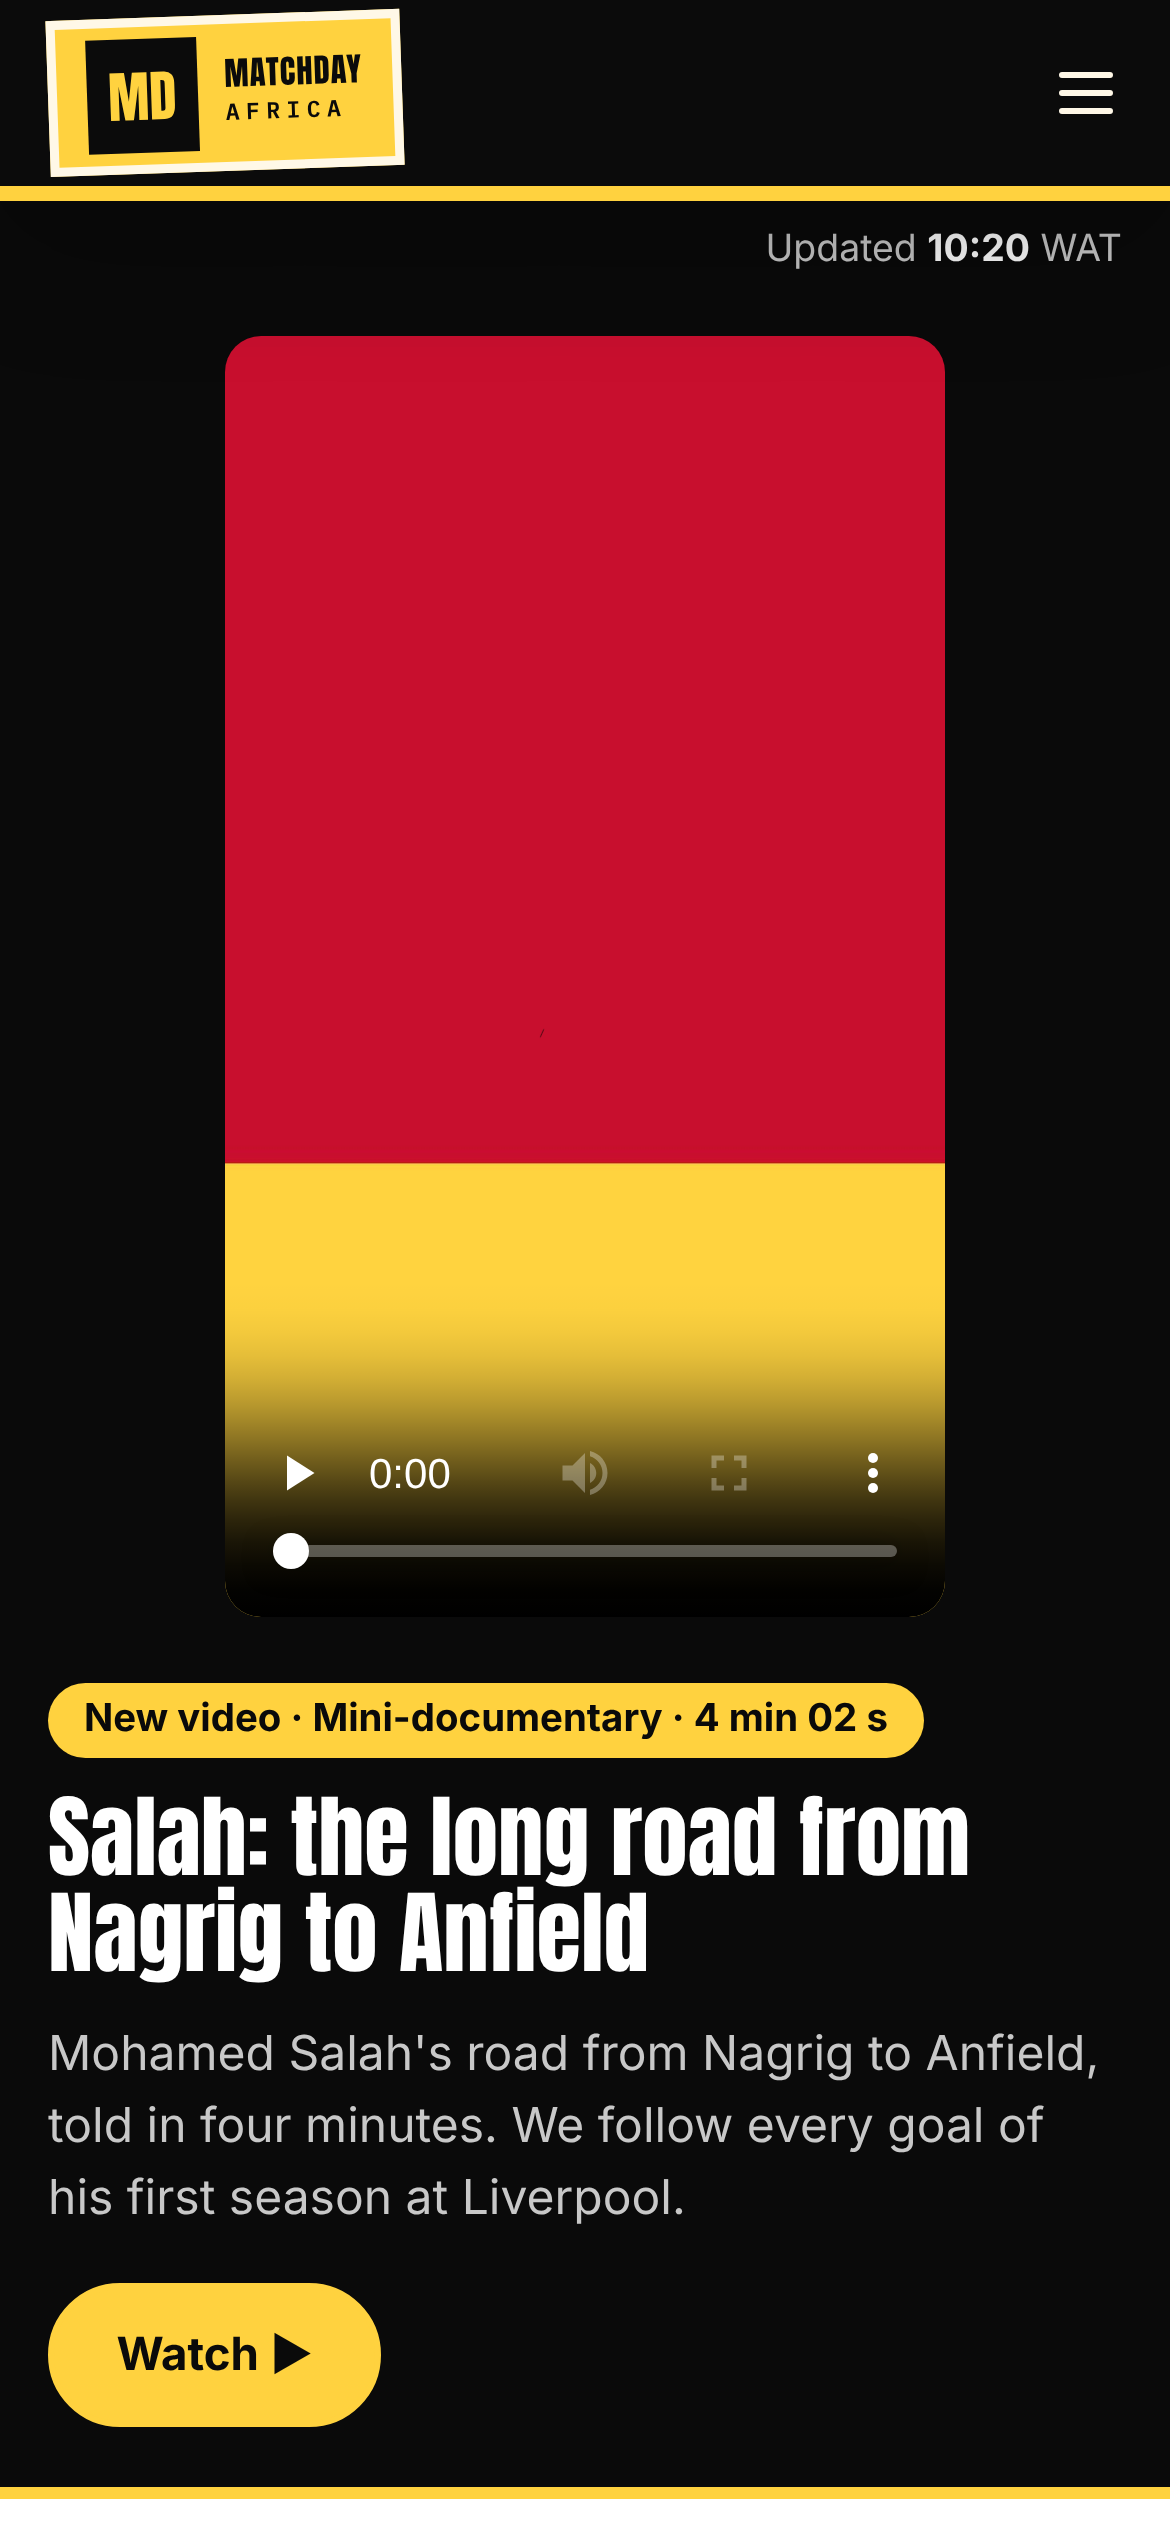 MD
MATCHDAY
AFRICA
Updated 10:20 WAT
0:00
New video · Mini-documentary · 4 min 02 s
Salah: the long road from
Nagrig to Anfield
Mohamed Salah's road from Nagrig to Anfield,
told in four minutes. We follow every goal of
his first season at Liverpool.
Watch ▶